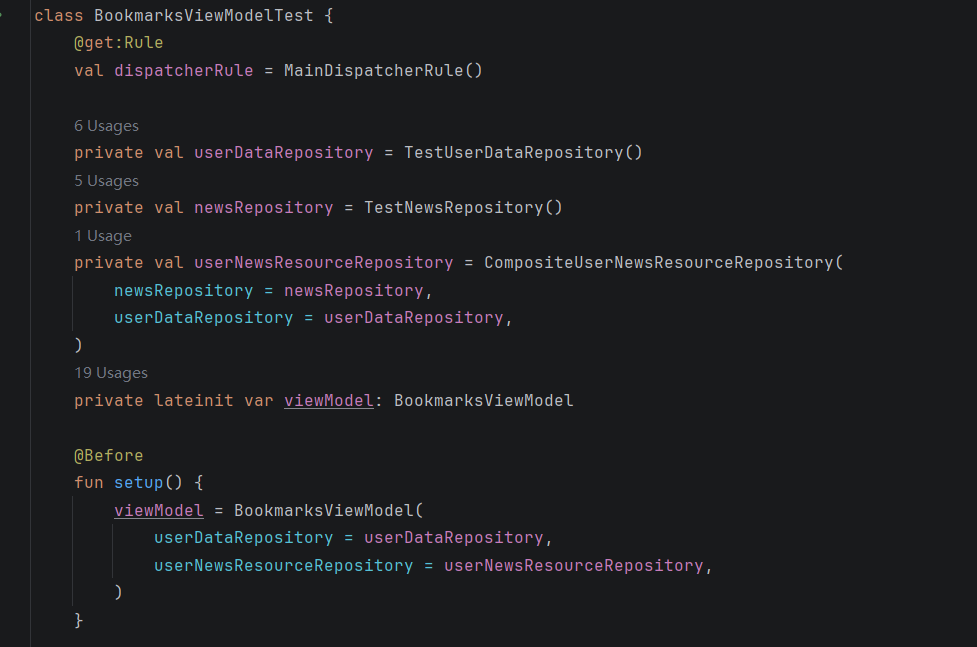 class BookmarksViewModelTest {
@get:Rule
val dispatcherRule = MainDispatcherRule()
6 Usages
private val userDataRepository = TestUserDataRepository()
5 Usages
private val newsRepository = TestNewsRepository()
1 Usage
private val userNewsResourceRepository = CompositeUserNewsResourceRepository(
newsRepository = newsRepository,
userDataRepository = userDataRepository,
)
19 Usages
private lateinit var viewModel: BookmarksViewModel
@Before
fun setup() {
viewModel = BookmarksViewModel(
userDataRepository = userDataRepository,
userNewsResourceRepository = userNewsResourceRepository,
)
}